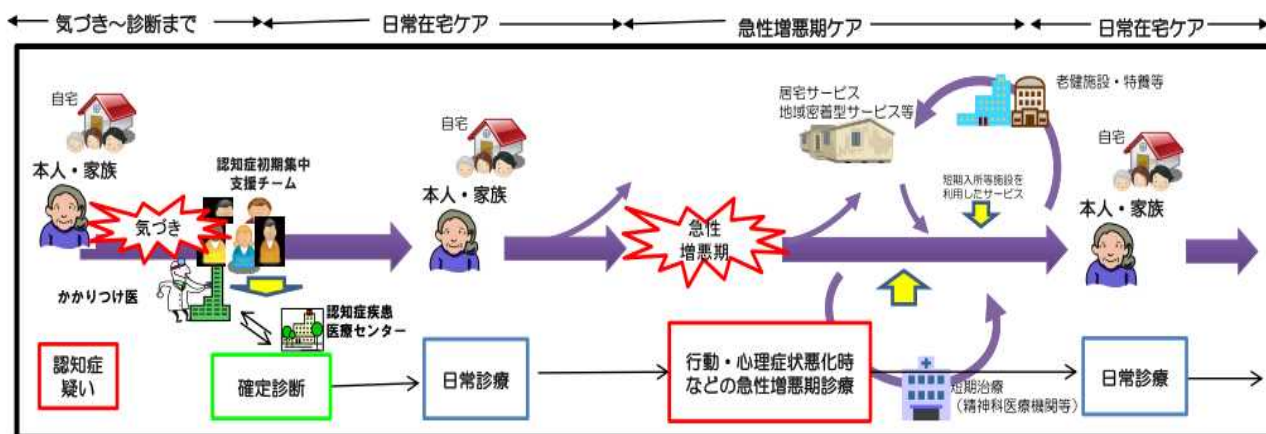 気づき～診断まで
日常在宅ケア
急性増悪期ケア
日常在宅ケア
自宅
本人・家族
気づき
認知症初期集中
支援チーム
かかりつけ医
認知症疾患
医療センター
自宅
本人・家族
急性
増悪期
居宅サービス
地域密着型サービス等
老健施設・特養等
短期入所等施設を
利用したサービス
自宅
本人・家族
認知症
疑い
確定診断
日常診療
行動・心理症状悪化時
などの急性増悪期診療
短期治療
（精神科医療機関等）
日常診療